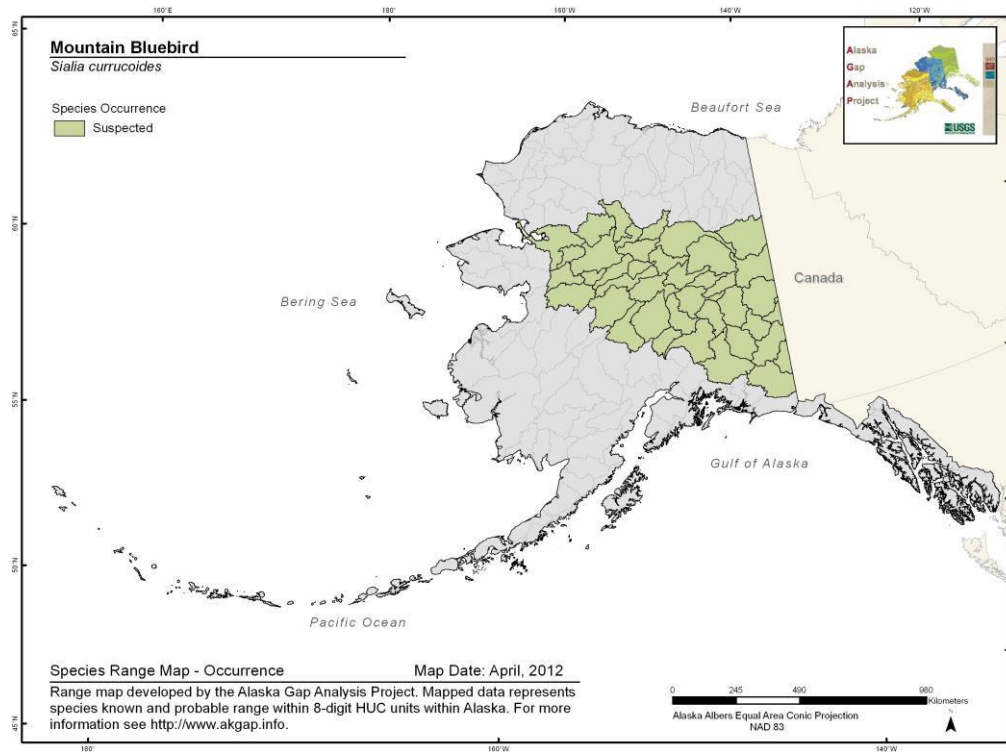 160°E
180°
160°W
140°W
120°W
65°N
Mountain Bluebird
Sialia currucoides
Species Occurrence
Suspected
Alaska
Gap
Analysis
Project
USGS
Beaufort Sea
60°N
Canada
Bering Sea
55°N
Gulf of Alaska
50°N
Pacific Ocean
Species Range Map - Occurrence Map Date: April, 2012
Range map developed by the Alaska Gap Analysis Project. Mapped data represents
species known and probable range within 8-digit HUC units within Alaska. For more
information see http://www.akgap.info.
0 245 490 980
Kilometers
Alaska Albers Equal Area Conic Projection
NAD 83
N
45°N
180°
160°W
140°W